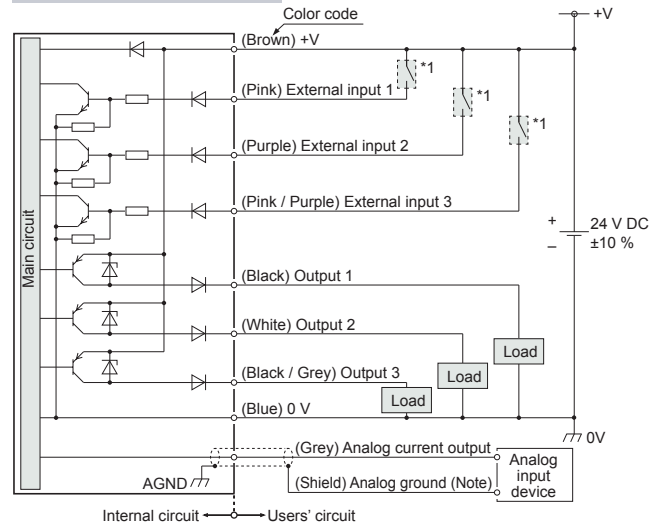 Color code
+V
(Brown) +V
*1
(Pink) External input 1
*1
*1
(Purple) External input 2
(Pink / Purple) External input 3
+
24 V DC
–
±10 %
Main circuit
(Black) Output 1
(White) Output 2
Load
Load
(Black / Grey) Output 3
Load
(Blue) 0 V
0V
(Grey) Analog current output
Analog
input
device
AGND
(Shield) Analog ground (Note)
Internal circuit
Users' circuit